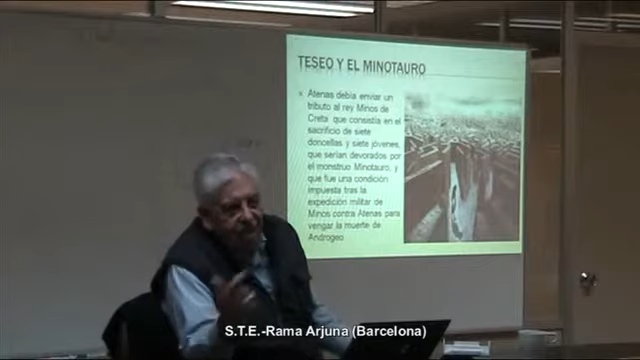 TESEO Y EL MINOTAURO
Atenas debía enviar un
tributo al rey Minos de
Creta que consistía en el
sacrificio de siete
doncellas y siete jóvenes,
que serían devorados por
el monstruo Minotauro, y
que fue una condición
impuesta tras la
expedición militar de
Minos contra Atenas para
vengar la muerte de
Androgeo
S.T.E.-Rama Arjuna (Barcelona)